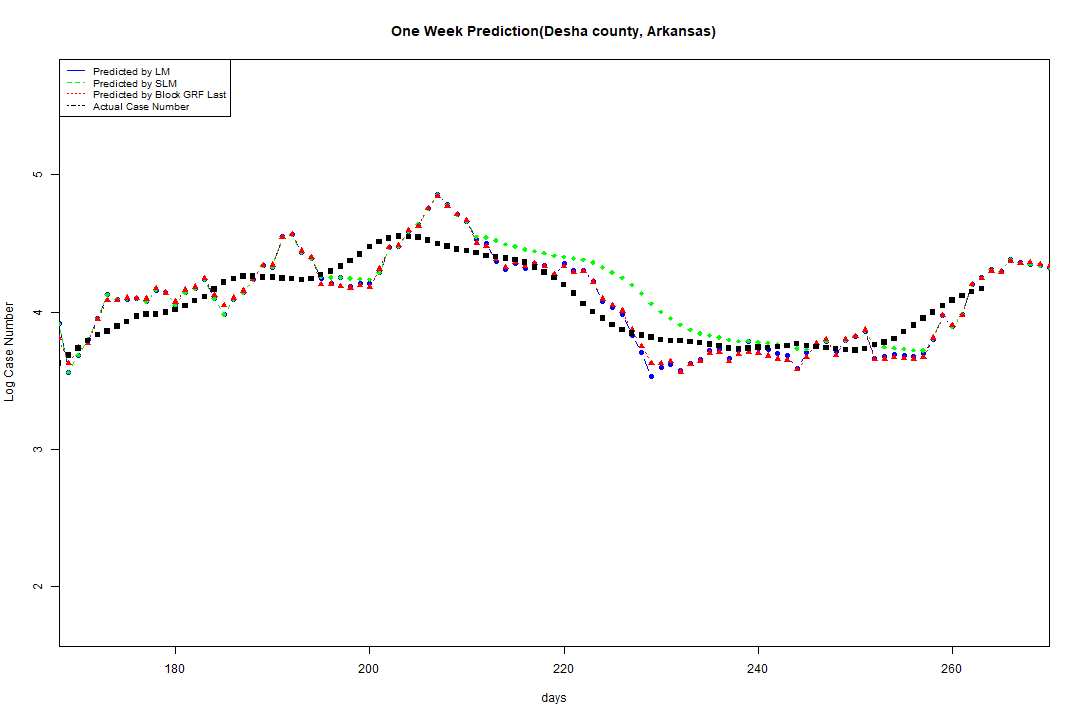 One Week Prediction(Desha county, Arkansas)
Predicted by LM
Predicted by SLM
Predicted by Block GRF Last
Actual Case Number
5
4
3
2
Log Case Number
180 200 220 240 260
days